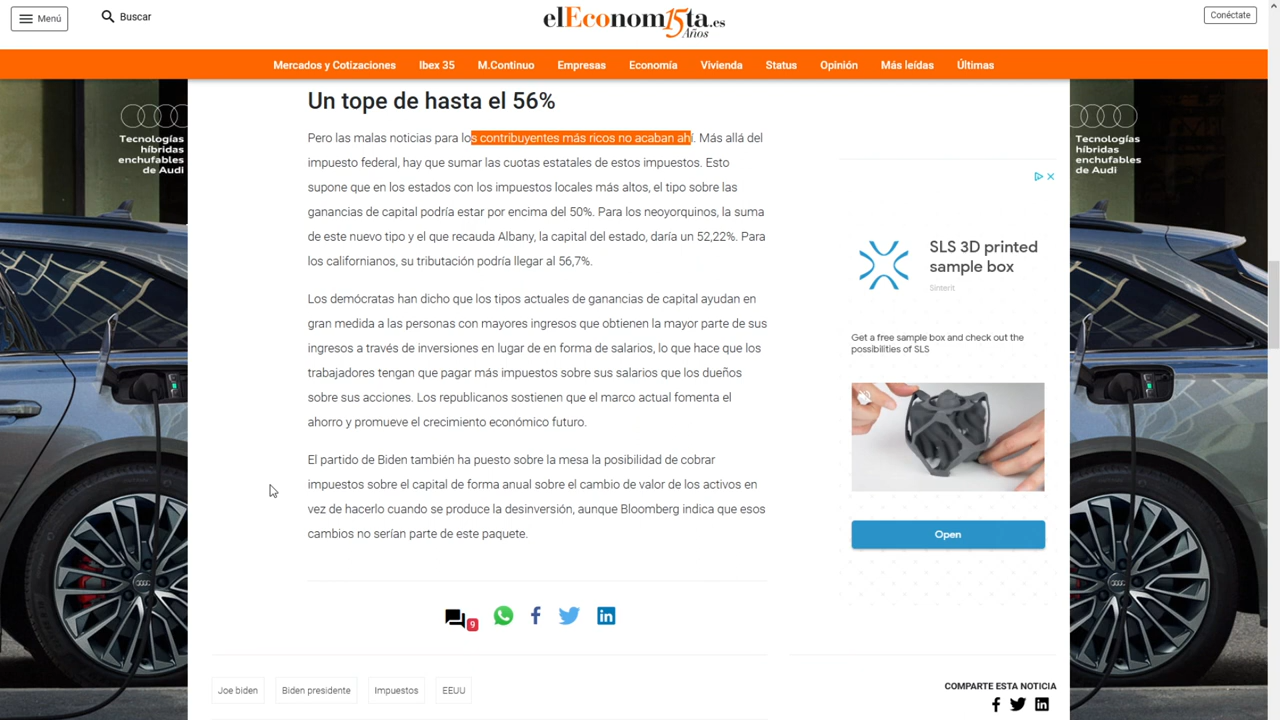 Menú
Buscar
elEconom15ta.es
Años
Conéctate
Mercados y Cotizaciones Ibex 35 M.Continuo Empresas Economía Vivienda Status Opinión Más leídas Últimas
Tecnologías
híbridas
enchufables
de Audi
Un tope de hasta el 56%
Pero las malas noticias para los contribuyentes más ricos no acaban ahí. Más allá del
impuesto federal, hay que sumar las cuotas estatales de estos impuestos. Esto
supone que en los estados con los impuestos locales más altos, el tipo sobre las
ganancias de capital podría estar por encima del 50%. Para los neoyorquinos, la suma
de este nuevo tipo y el que recauda Albany, la capital del estado, daría un 52,22%. Para
los californianos, su tributación podría llegar al 56,7%.
Los demócratas han dicho que los tipos actuales de ganancias de capital ayudan en
gran medida a las personas con mayores ingresos que obtienen la mayor parte de sus
ingresos a través de inversiones en lugar de en forma de salarios, lo que hace que los
trabajadores tengan que pagar más impuestos sobre sus salarios que los dueños
sobre sus acciones. Los republicanos sostienen que el marco actual fomenta el
ahorro y promueve el crecimiento económico futuro.
El partido de Biden también ha puesto sobre la mesa la posibilidad de cobrar
impuestos sobre el capital de forma anual sobre el cambio de valor de los activos en
vez de hacerlo cuando se produce la desinversión, aunque Bloomberg indica que esos
cambios no serían parte de este paquete.
9
Joe biden Biden presidente Impuestos EEUU
SLS 3D printed
sample box
Sinterit
Get a free sample box and check out the
possibilities of SLS
Open
COMPARTE ESTA NOTICIA
Tecnologías
híbridas
enchufables
de Audi